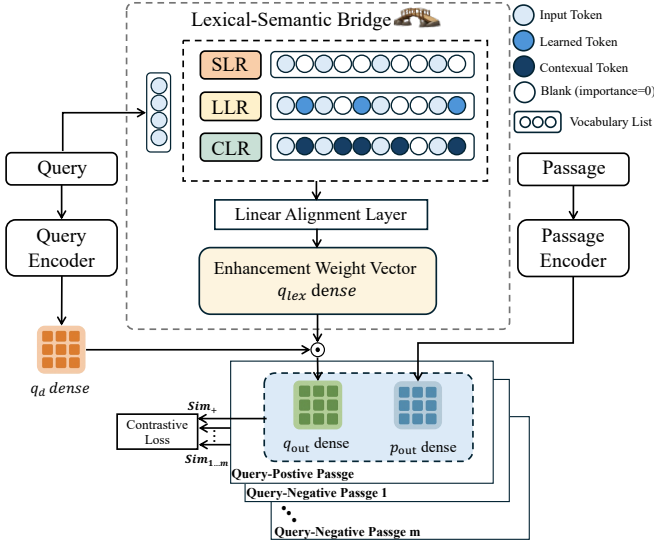 Lexical-Semantic Bridge
Input Token
Learned Token
Contexual Token
Blank (importance=0)
Vocabulary List
SLR
LLR
CLR
Query
Passage
Linear Alignment Layer
Query
Encoder
Passage
Encoder
Enhancement Weight Vector
q_lex dense
q_d dense
Sim_+
Contrastive
Loss
Sim_1...m
q_out dense
p_out dense
Query-Postive Passge
Query-Negative Passge 1
Query-Negative Passge m